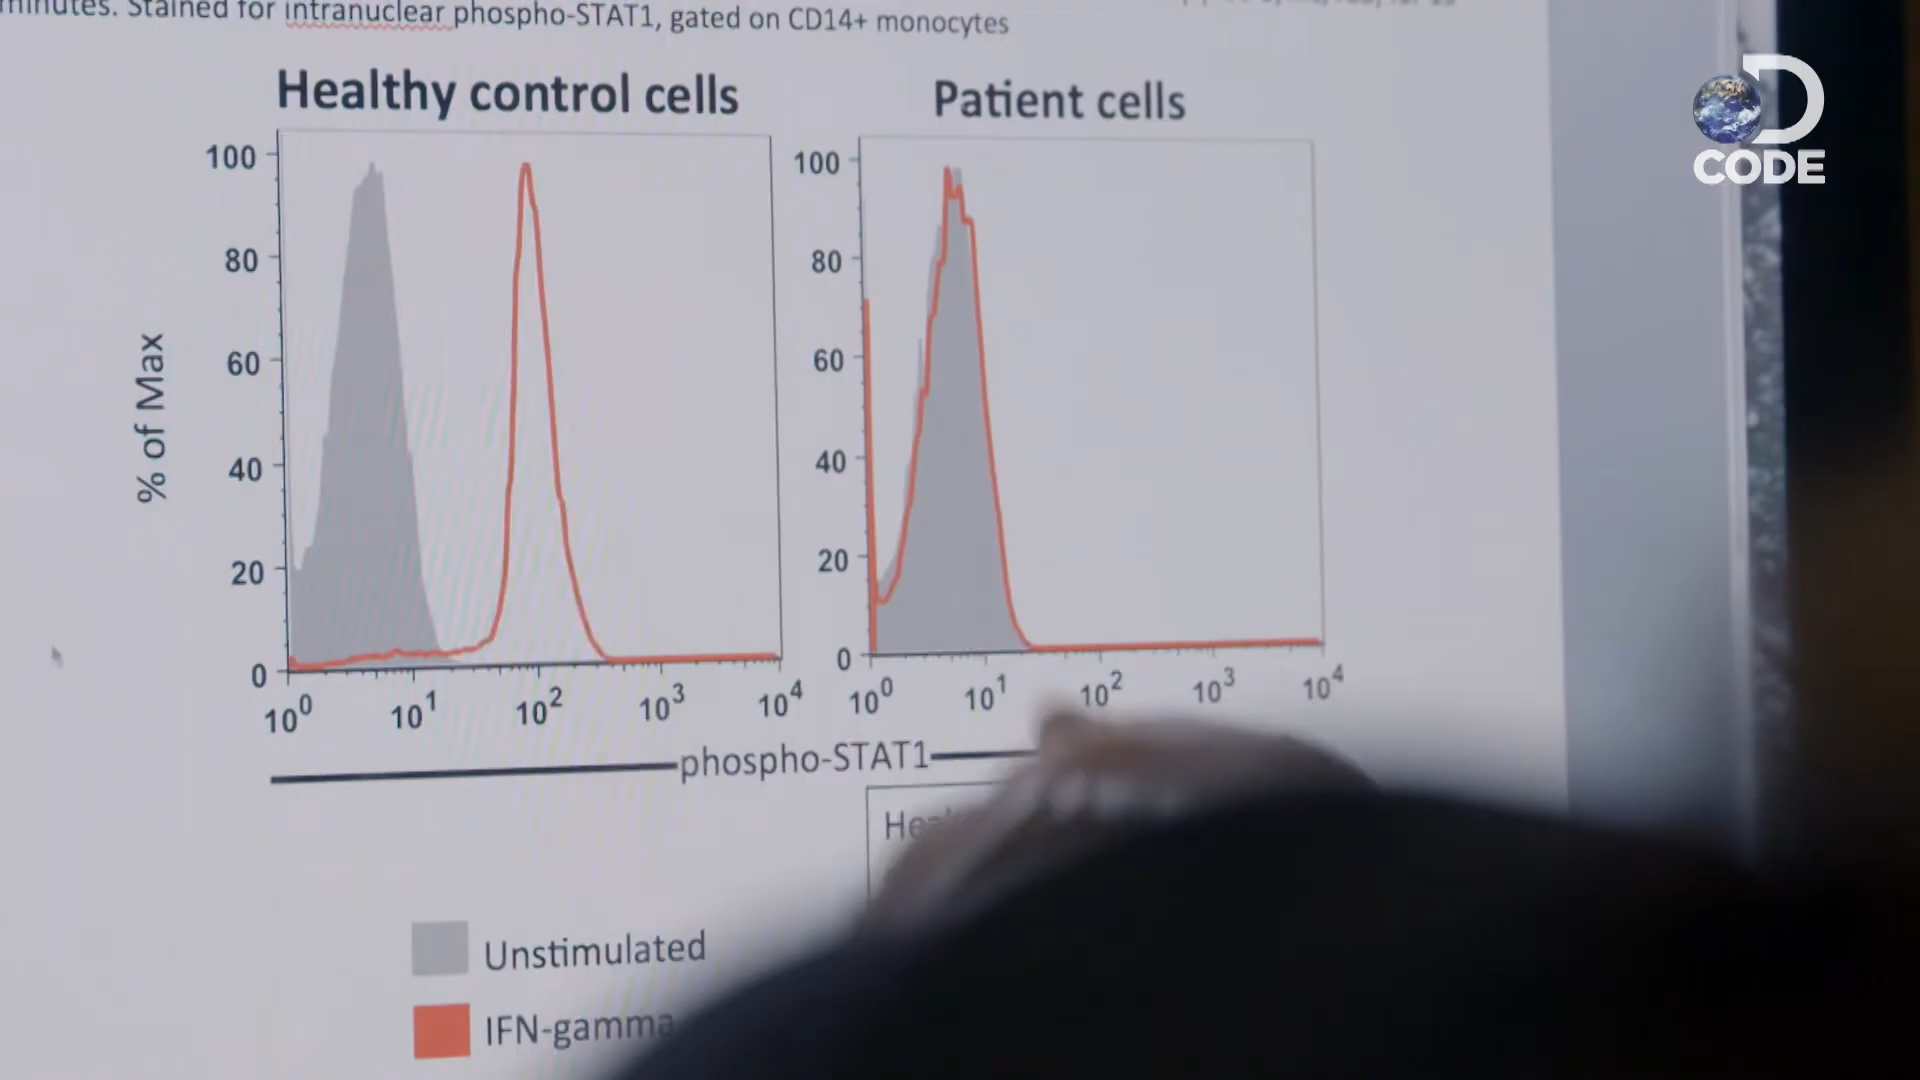 minutes. Stained for intranuclear phospho-STAT1, gated on CD14+ monocytes
Healthy control cells
Patient cells
CODE
% of Max
100
80
60
40
20
0
10⁰
10¹
10²
10³
10⁴
100
80
60
40
20
0
10⁰
10¹
10²
10³
10⁴
phospho-STAT1
Unstimulated
IFN-gamma